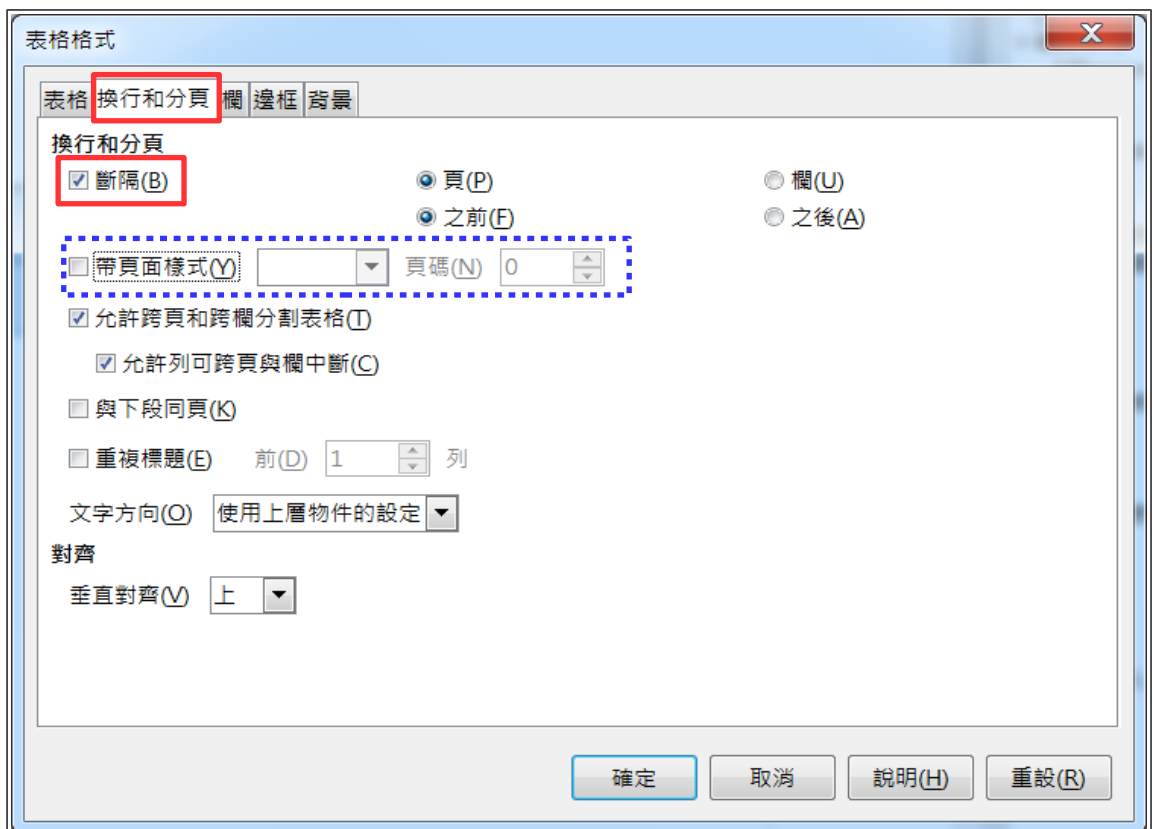 表格格式
表格 換行和分頁 欄 邊框 背景
換行和分頁
斷隔(B) 頁(P) 欄(U)
之前(F) 之後(A)
帶頁面樣式(Y) 頁碼(N) 0
允許跨頁和跨欄分割表格(T)
允許列可跨頁與欄中斷(C)
與下段同頁(K)
重複標題(E) 前(D) 1 列
文字方向(O) 使用上層物件的設定
對齊
垂直對齊(V) 上
確定 取消 說明(H) 重設(R)